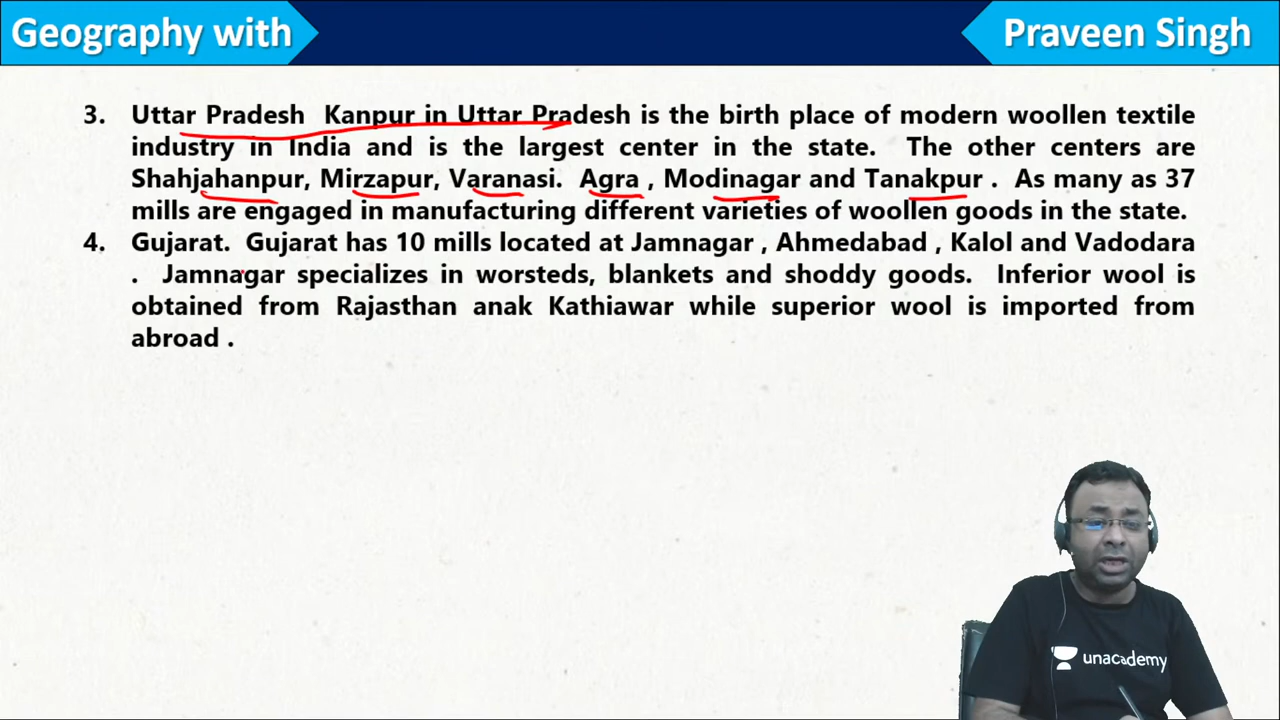 Geography with
Praveen Singh
3. Uttar Pradesh Kanpur in Uttar Pradesh is the birth place of modern woollen textile
industry in India and is the largest center in the state. The other centers are
Shahjahanpur, Mirzapur, Varanasi. Agra , Modinagar and Tanakpur . As many as 37
mills are engaged in manufacturing different varieties of woollen goods in the state.
4. Gujarat. Gujarat has 10 mills located at Jamnagar , Ahmedabad , Kalol and Vadodara
. Jamnagar specializes in worsteds, blankets and shoddy goods. Inferior wool is
obtained from Rajasthan anak Kathiawar while superior wool is imported from
abroad .
unacademy